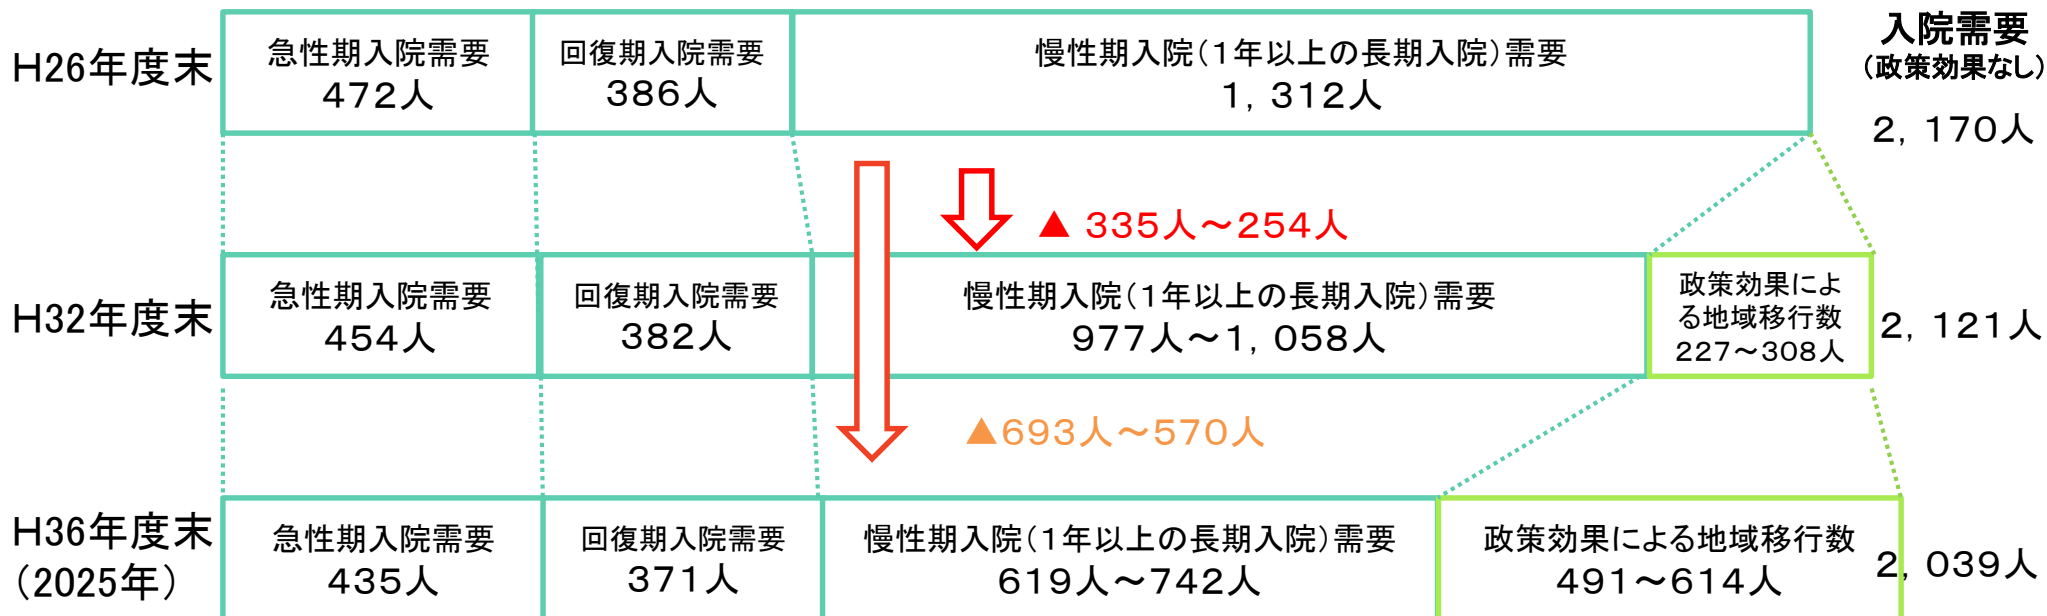 入院需要
（政策効果なし）
H26年度末
急性期入院需要
472人
回復期入院需要
386人
慢性期入院（1年以上の長期入院）需要
1，312人
2，170人
▲ 335人～254人
H32年度末
急性期入院需要
454人
回復期入院需要
382人
慢性期入院（1年以上の長期入院）需要
977人～1，058人
政策効果によ
る地域移行数
227～308人
2，121人
▲693人～570人
H36年度末
（2025年）
急性期入院需要
435人
回復期入院需要
371人
慢性期入院（1年以上の長期入院）需要
619人～742人
政策効果による地域移行数
491～614人
2，039人